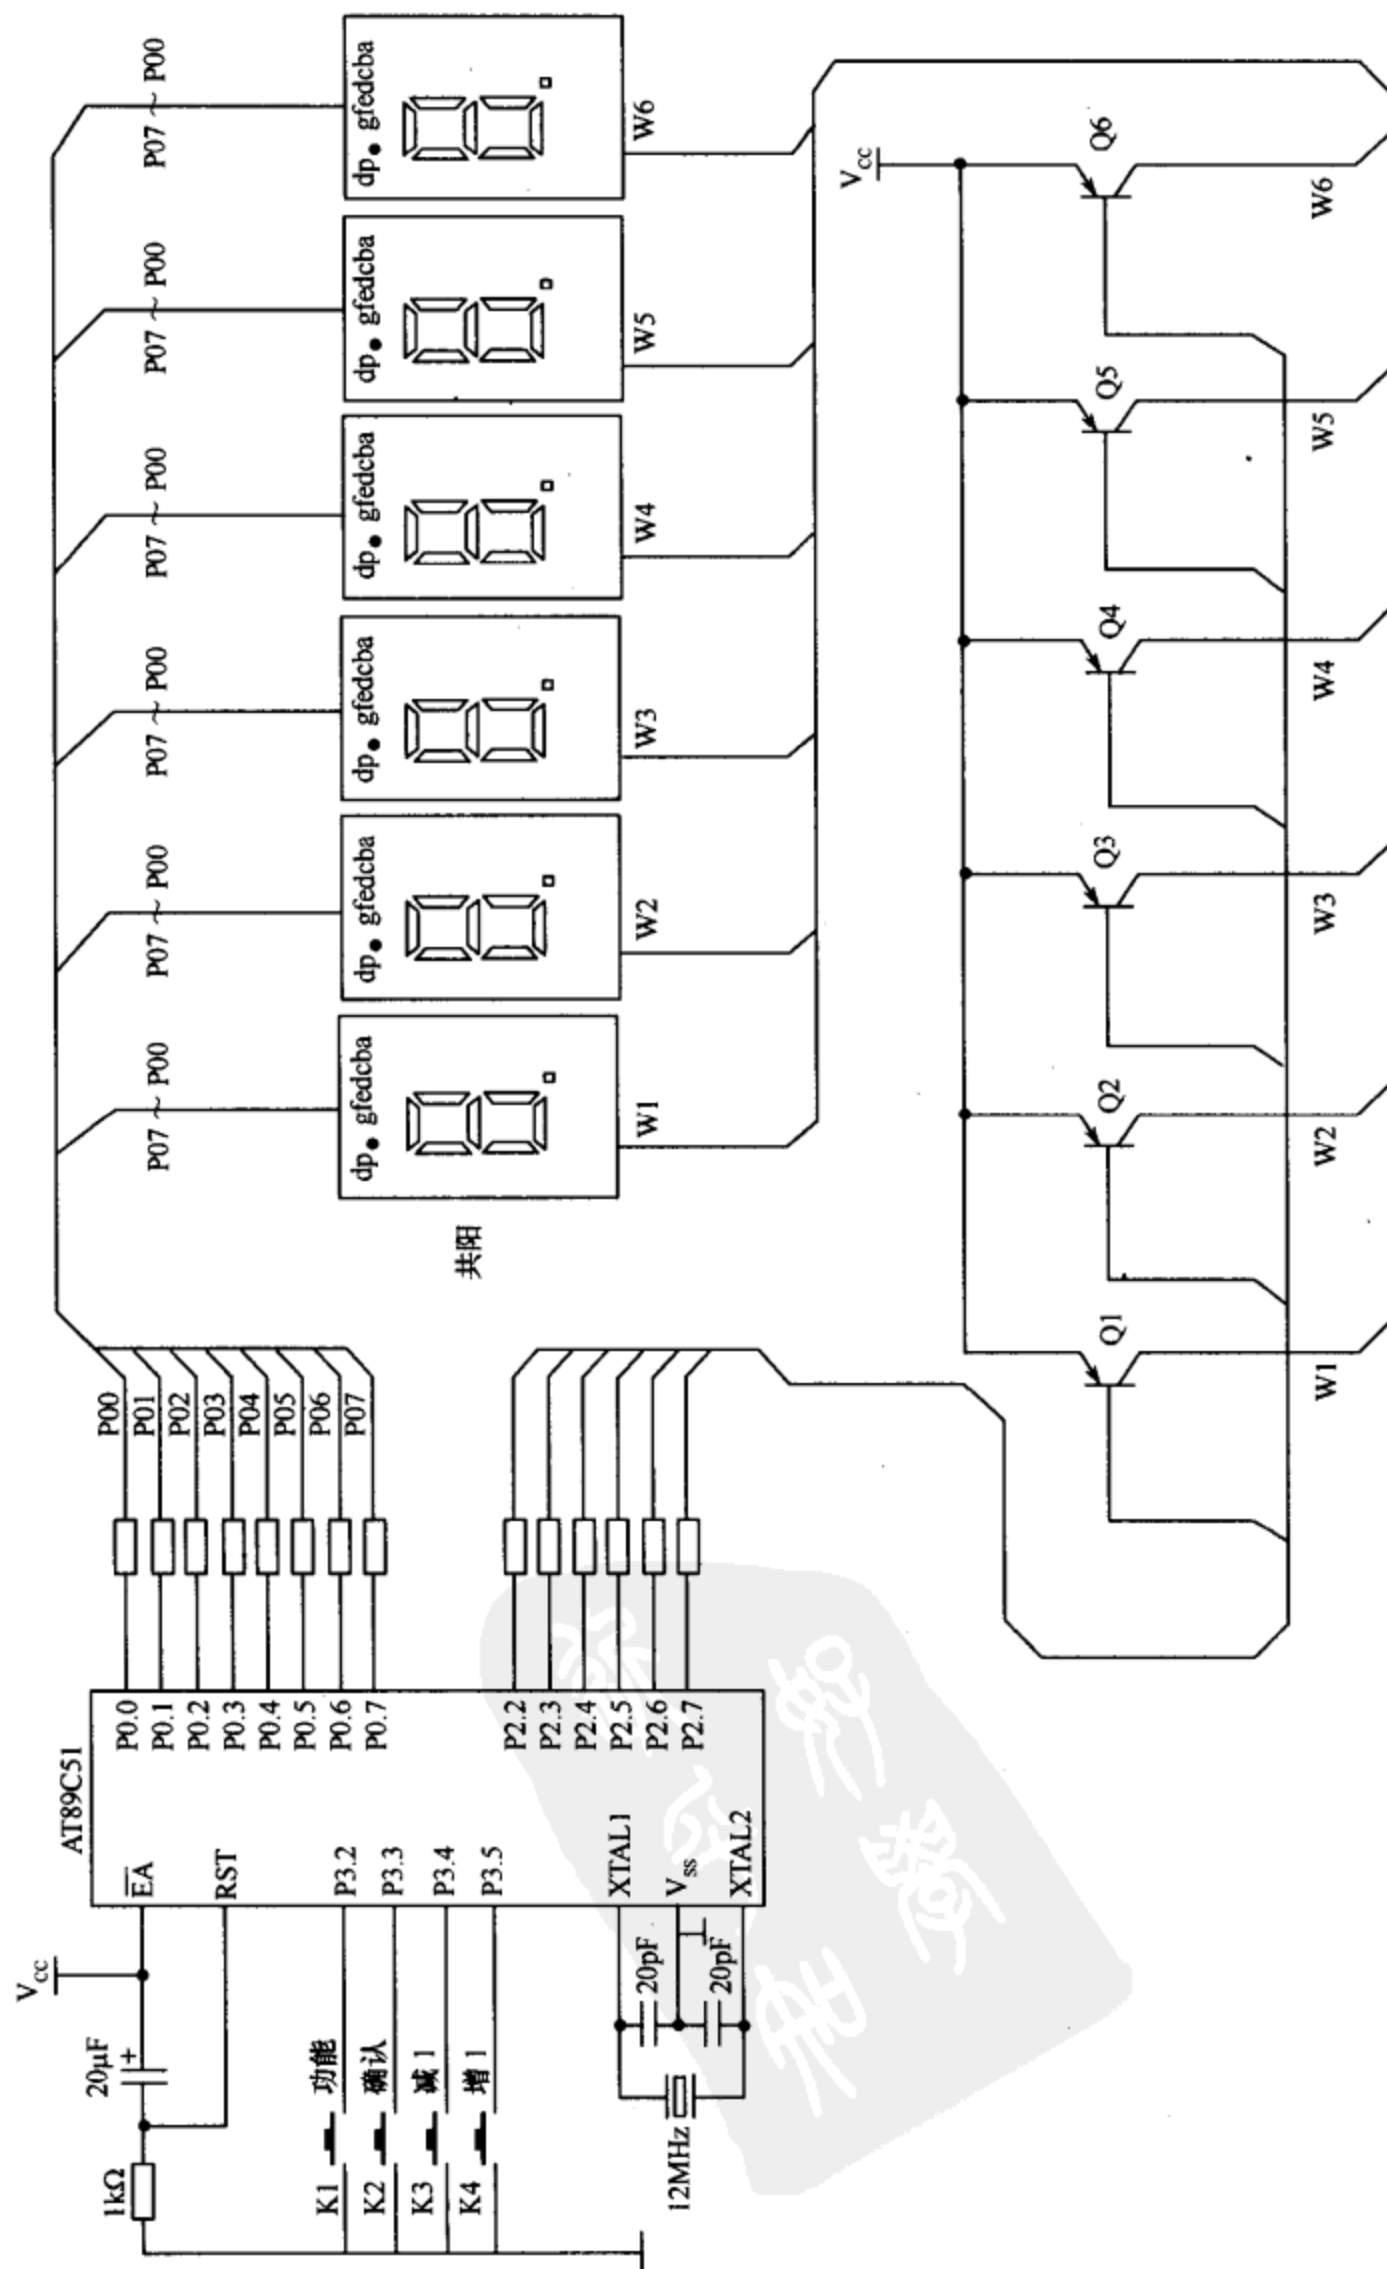 AT89C51
Vcc
20μF
+
1kΩ
EA
RST
K1
功能
P3.2
K2
确认
P3.3
K3
减 1
P3.4
K4
增 1
P3.5
XTAL1
Vss
XTAL2
20pF
20pF
12MHz
P0.0
P00
P0.1
P01
P0.2
P02
P0.3
P03
P0.4
P04
P0.5
P05
P0.6
P06
P0.7
P07
P2.2
P2.3
P2.4
P2.5
P2.6
P2.7
共阳
P07 ~ P00
P07 ~ P00
P07 ~ P00
P07 ~ P00
P07 ~ P00
P07 ~ P00
dp● gfedcba
dp● gfedcba
dp● gfedcba
dp● gfedcba
dp● gfedcba
dp● gfedcba
W1
W2
W3
W4
W5
W6
Vcc
Q1
Q2
Q3
Q4
Q5
Q6
W1
W2
W3
W4
W5
W6